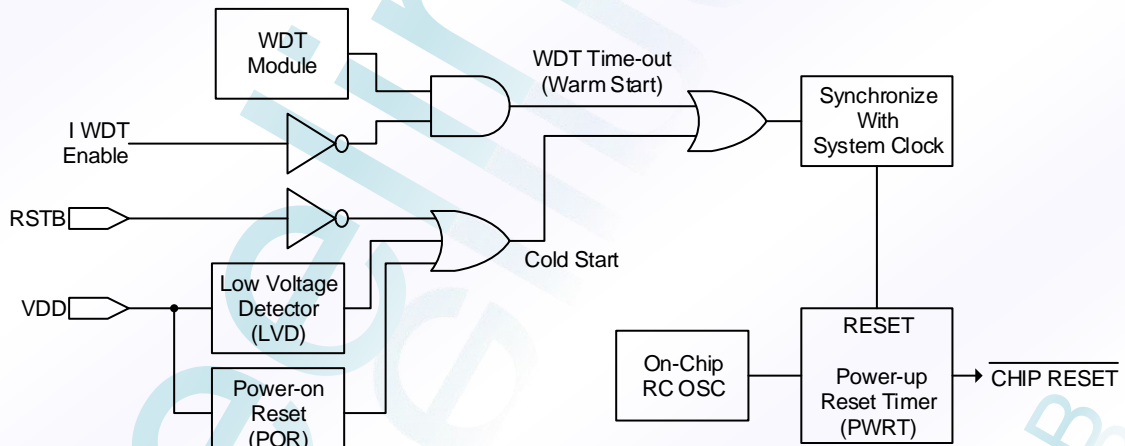 WDT
Module
WDT Time-out
(Warm Start)
Synchronize
With
System Clock
I WDT
Enable
RSTB
Cold Start
VDD
Low Voltage
Detector
(LVD)
RESET
On-Chip
RC OSC
Power-up
Reset Timer
(PWRT)
CHIP RESET
Power-on
Reset
(POR)